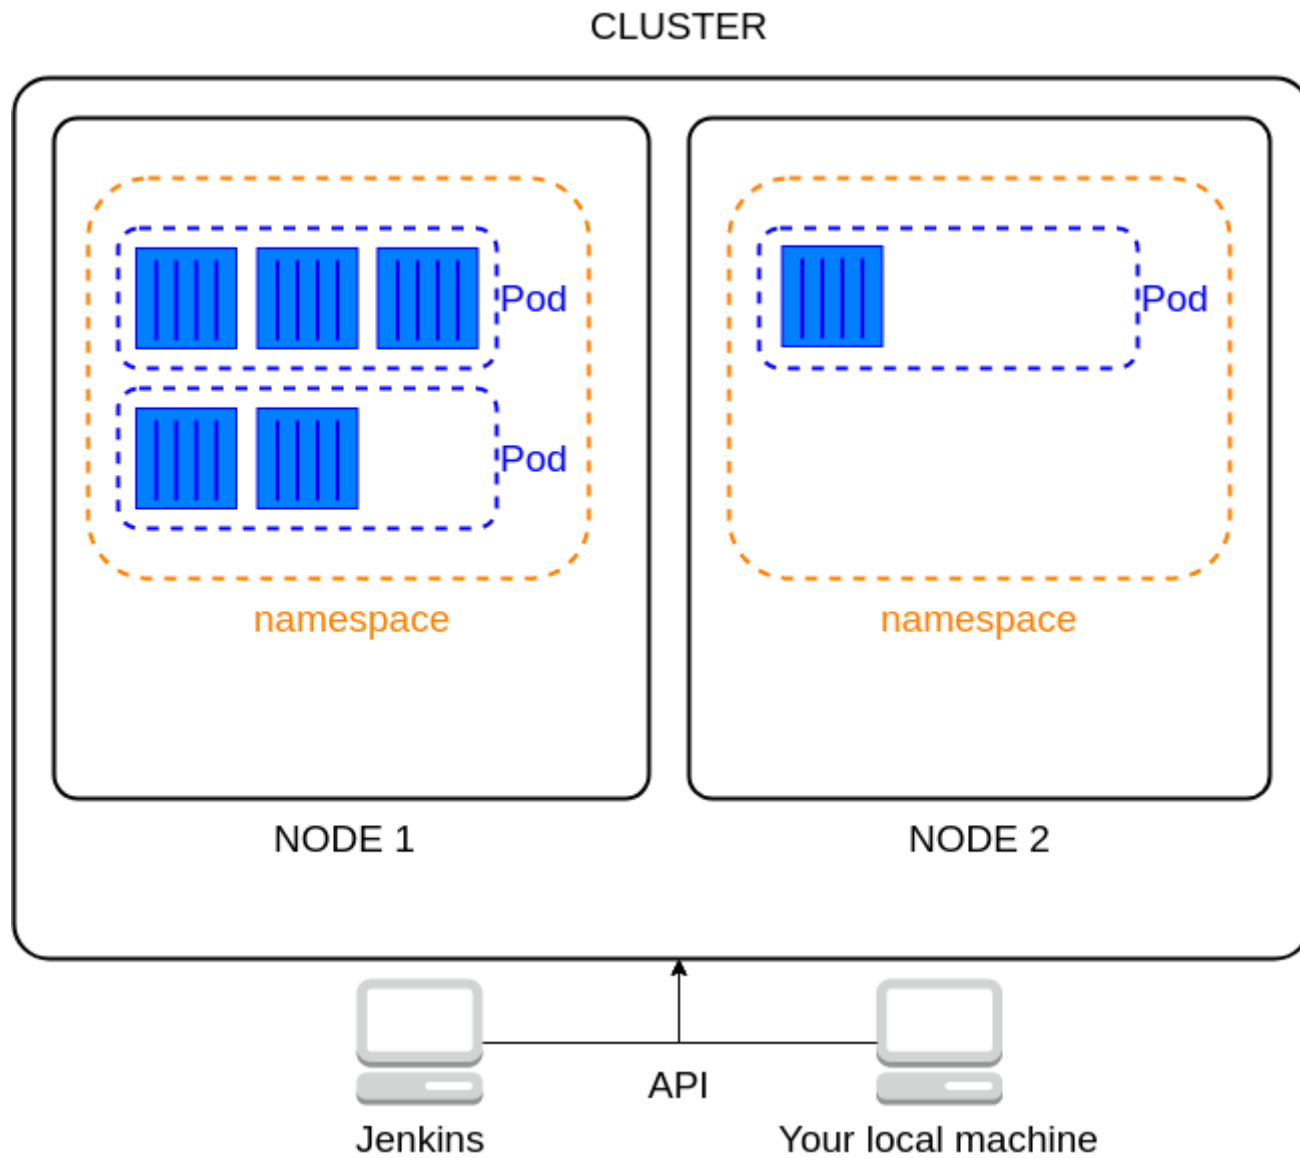 CLUSTER
Pod
Pod
Pod
namespace
namespace
NODE 1
NODE 2
API
Jenkins
Your local machine